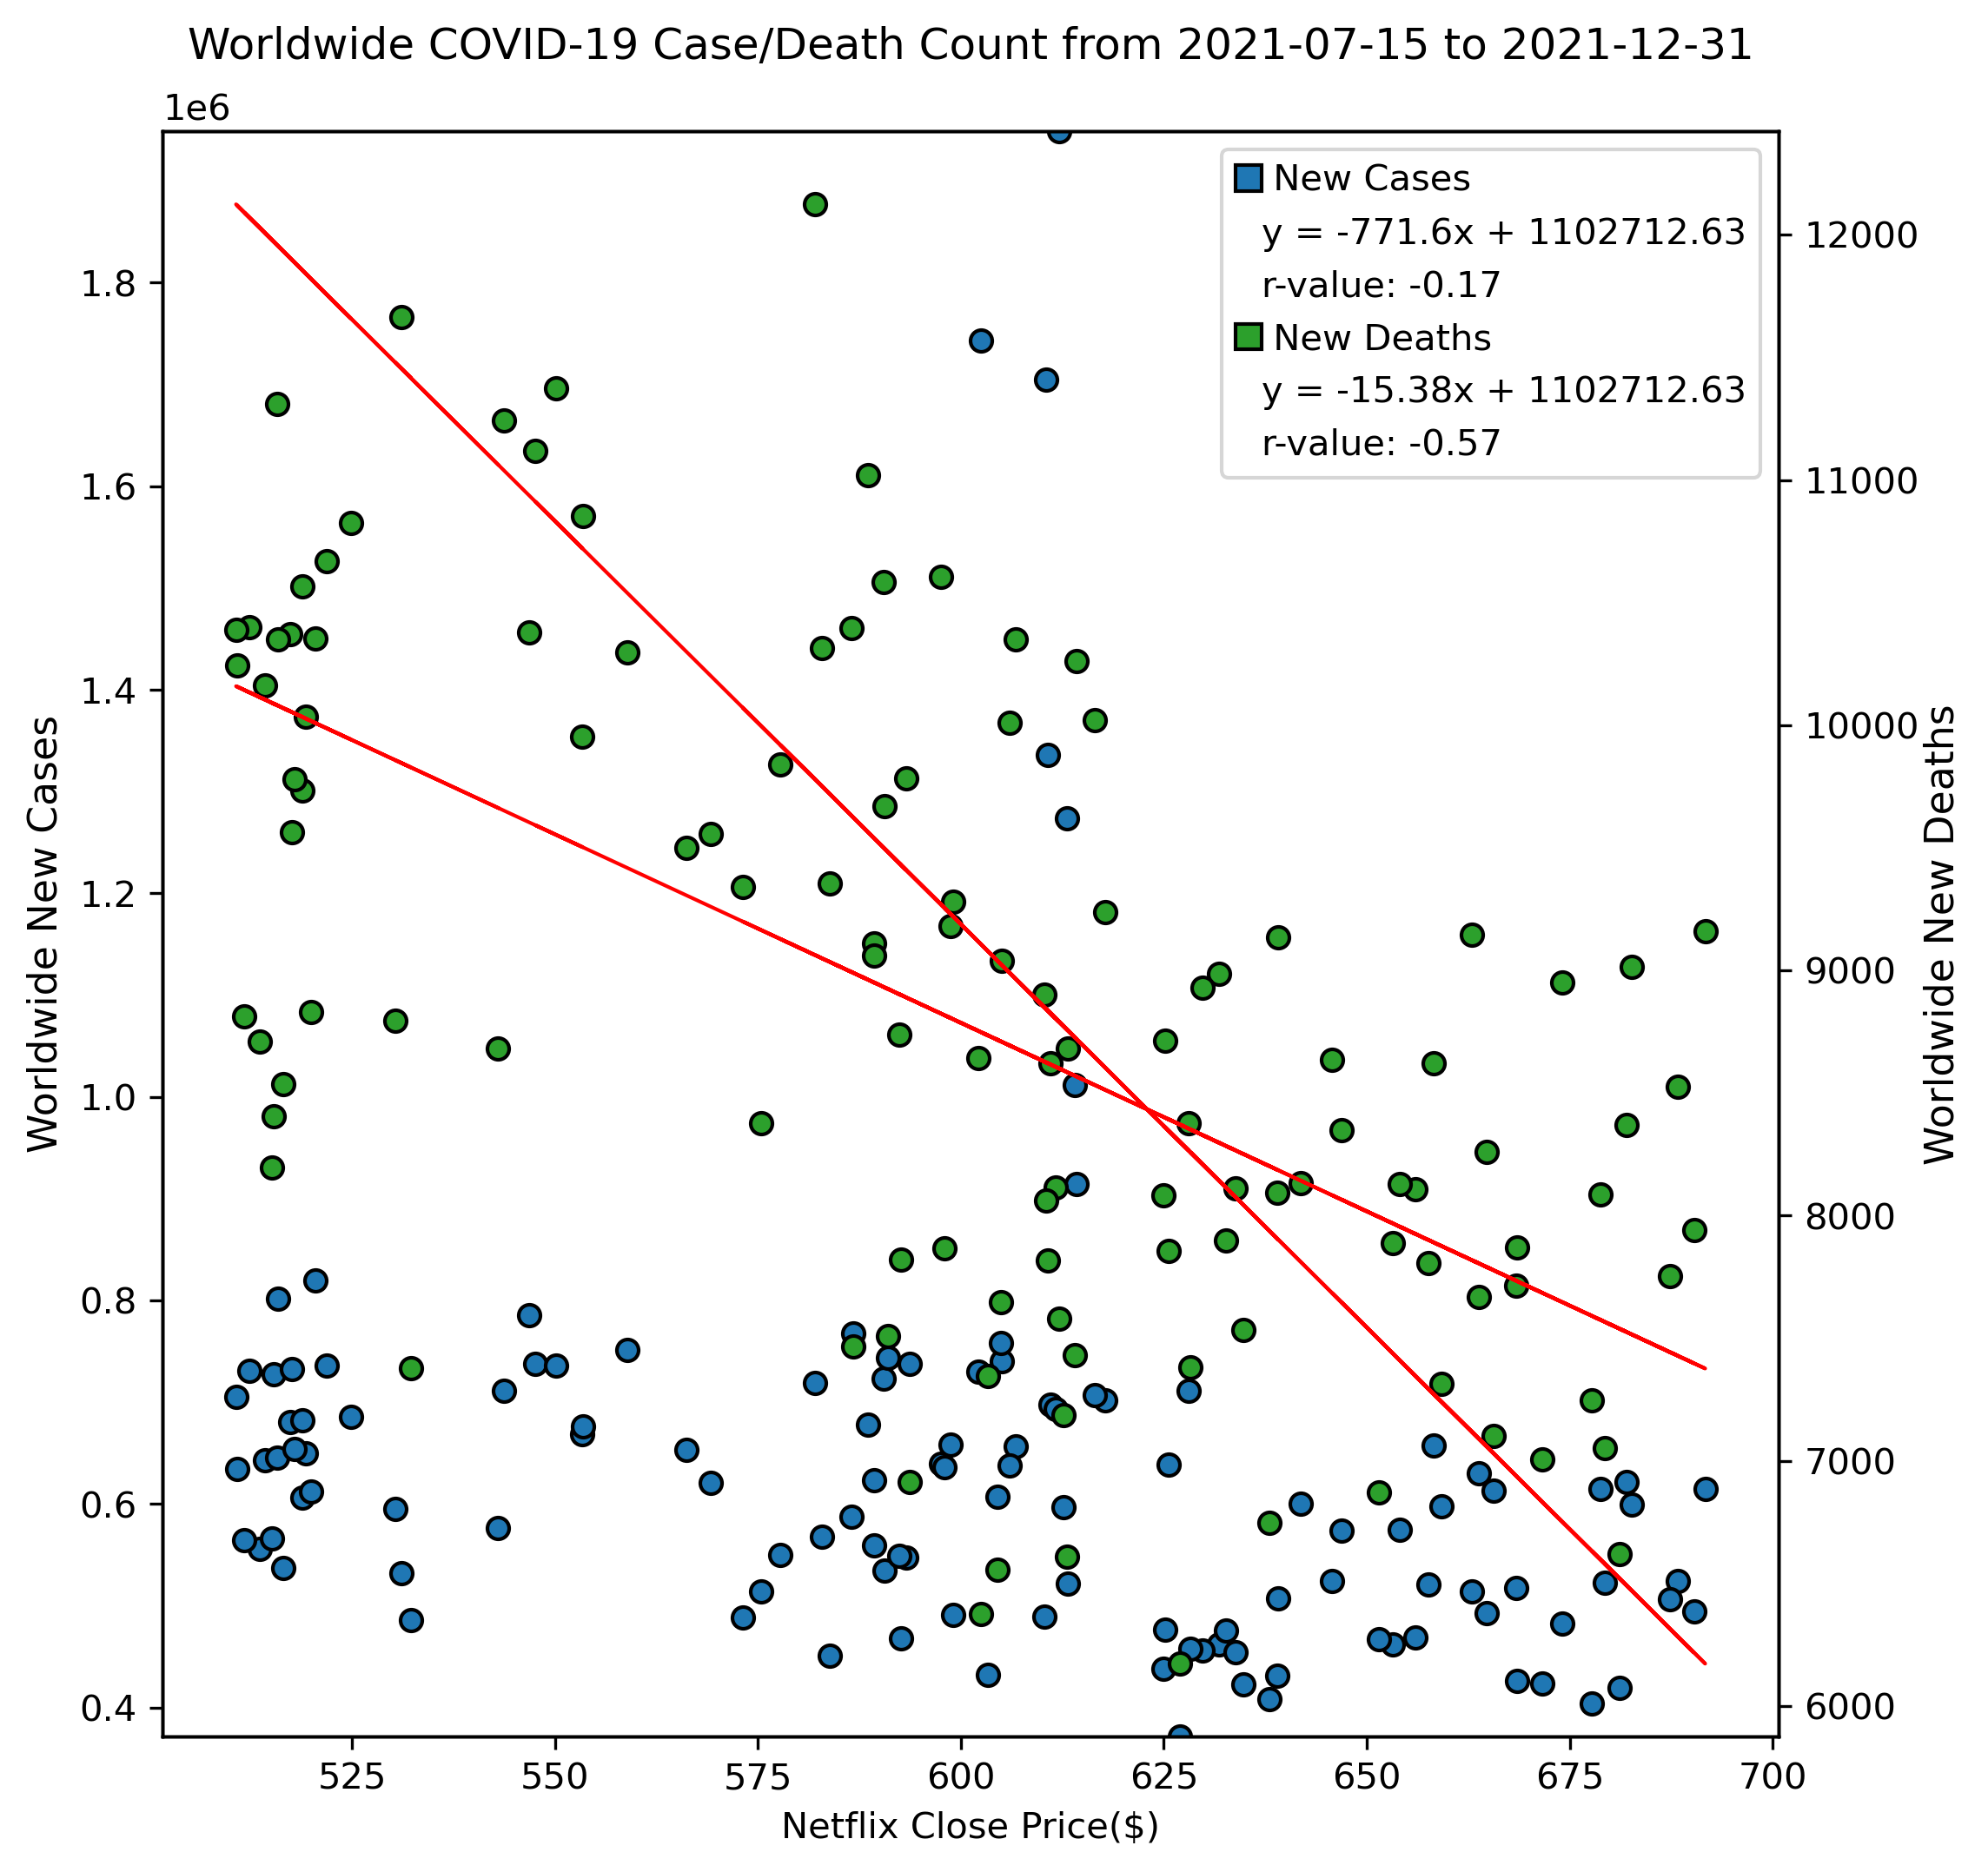 Worldwide COVID-19 Case/Death Count from 2021-07-15 to 2021-12-31
1e6
New Cases
y = -771.6x + 1102712.63
r-value: -0.17
New Deaths
y = -15.38x + 1102712.63
r-value: -0.57
Worldwide New Cases
1.8
1.6
1.4
1.2
1.0
0.8
0.6
0.4
12000
11000
10000
9000
8000
7000
6000
Worldwide New Deaths
525 550 575 600 625 650 675 700
Netflix Close Price($)